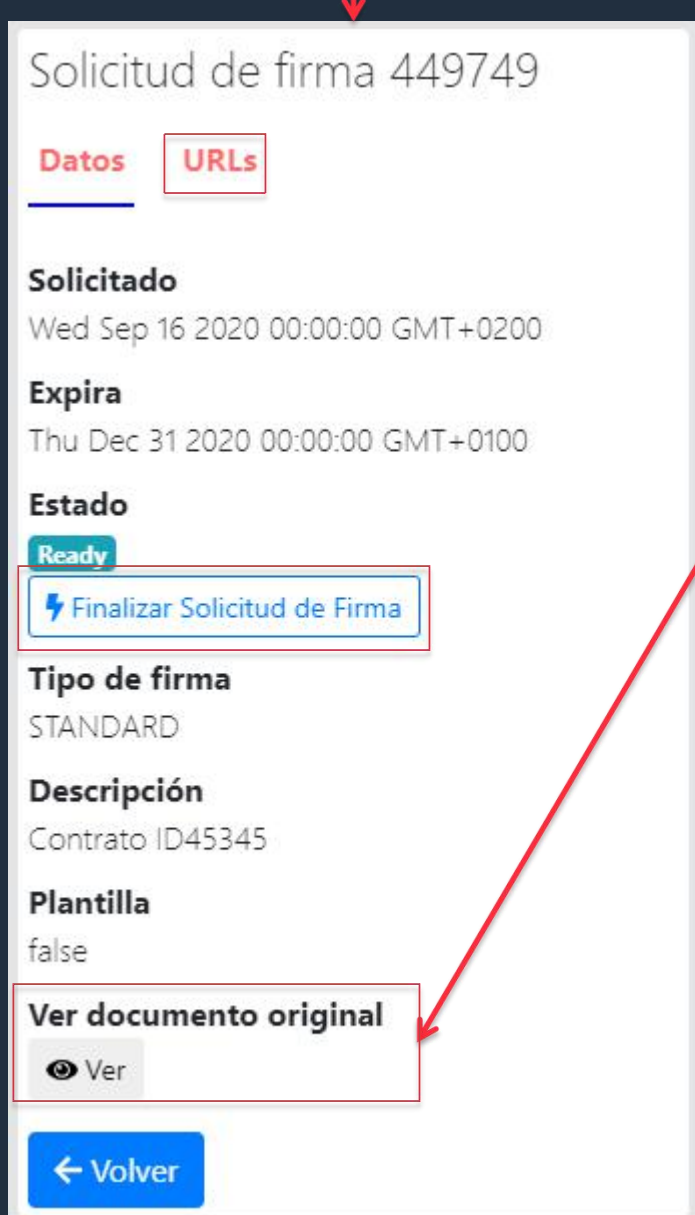 Solicitud de firma 449749
Datos URLs
Solicitado
Wed Sep 16 2020 00:00:00 GMT+0200
Expira
Thu Dec 31 2020 00:00:00 GMT+0100
Estado
Ready
Finalizar Solicitud de Firma
Tipo de firma
STANDARD
Descripción
Contrato ID45345
Plantilla
false
Ver documento original
Ver
Volver